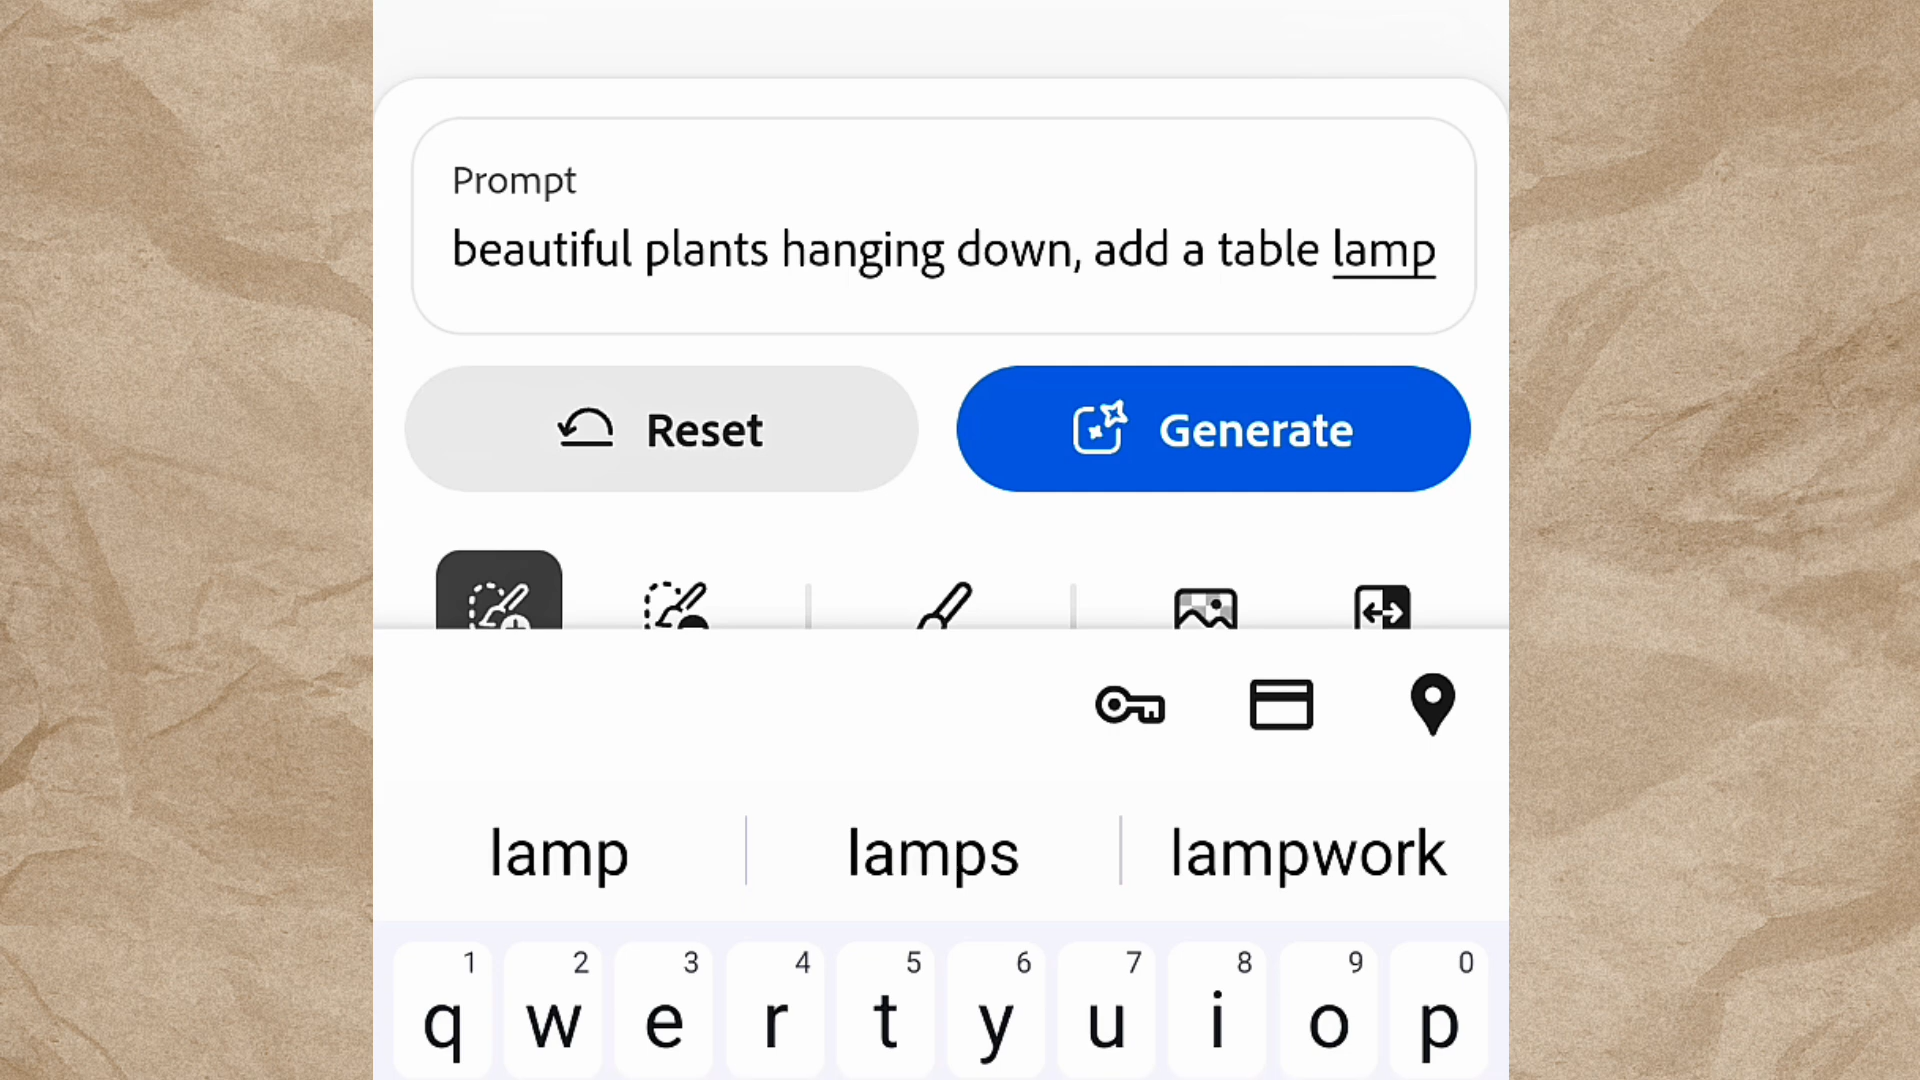 Prompt
beautiful plants hanging down, add a table lamp
Reset Generate
lamp lamps lampwork
1 2 3 4 5 6 7 8 9 0
q w e r t y u i o p